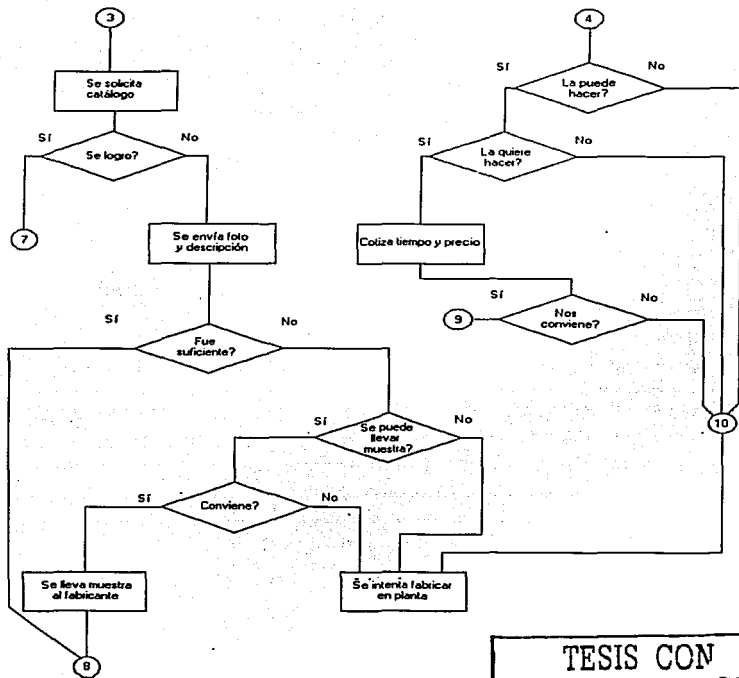 3
Se solicita
catálogo
Sí
No
Se logro?
7
Se envía foto
y descripción
Sí
No
Fue
suficiente?
Sí
No
Se puede
llevar
muestra?
Sí
No
Conviene?
Se lleva muestra
al fabricante
Se intenta fabricar
en planta
8
4
Sí
No
La puede
hacer?
Sí
No
La quiere
hacer?
Cotiza tiempo y precio
Sí
No
9
Nos
conviene?
10
TESIS CON